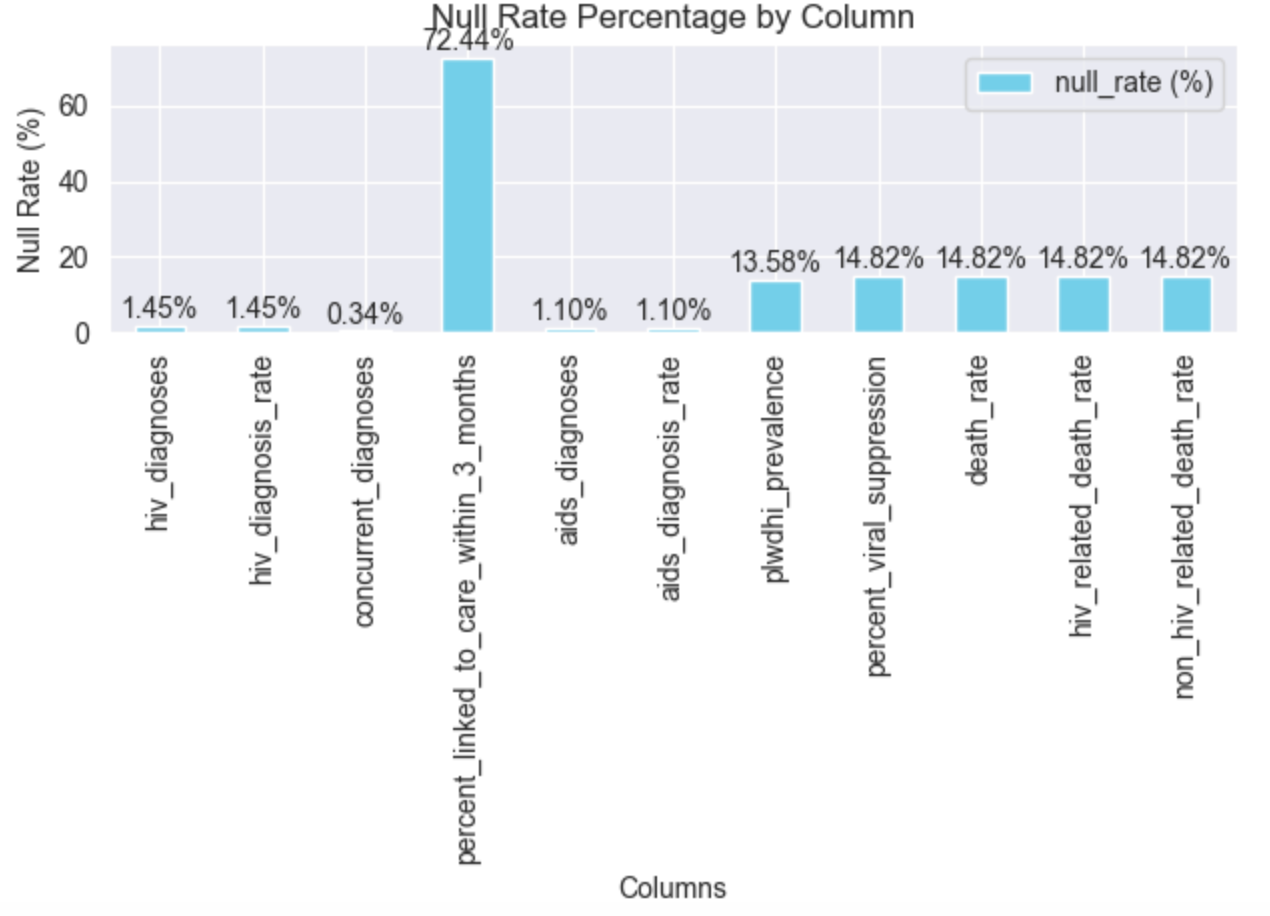 Null Rate Percentage by Column
72.44%
null_rate (%)
60
40
20
0
Null Rate (%)
1.45%
1.45%
0.34%
1.10%
1.10%
13.58%
14.82%
14.82%
14.82%
14.82%
hiv_diagnoses
hiv_diagnosis_rate
concurrent_diagnoses
percent_linked_to_care_within_3_months
aids_diagnoses
aids_diagnosis_rate
plwdhi_prevalence
percent_viral_suppression
death_rate
hiv_related_death_rate
non_hiv_related_death_rate
Columns